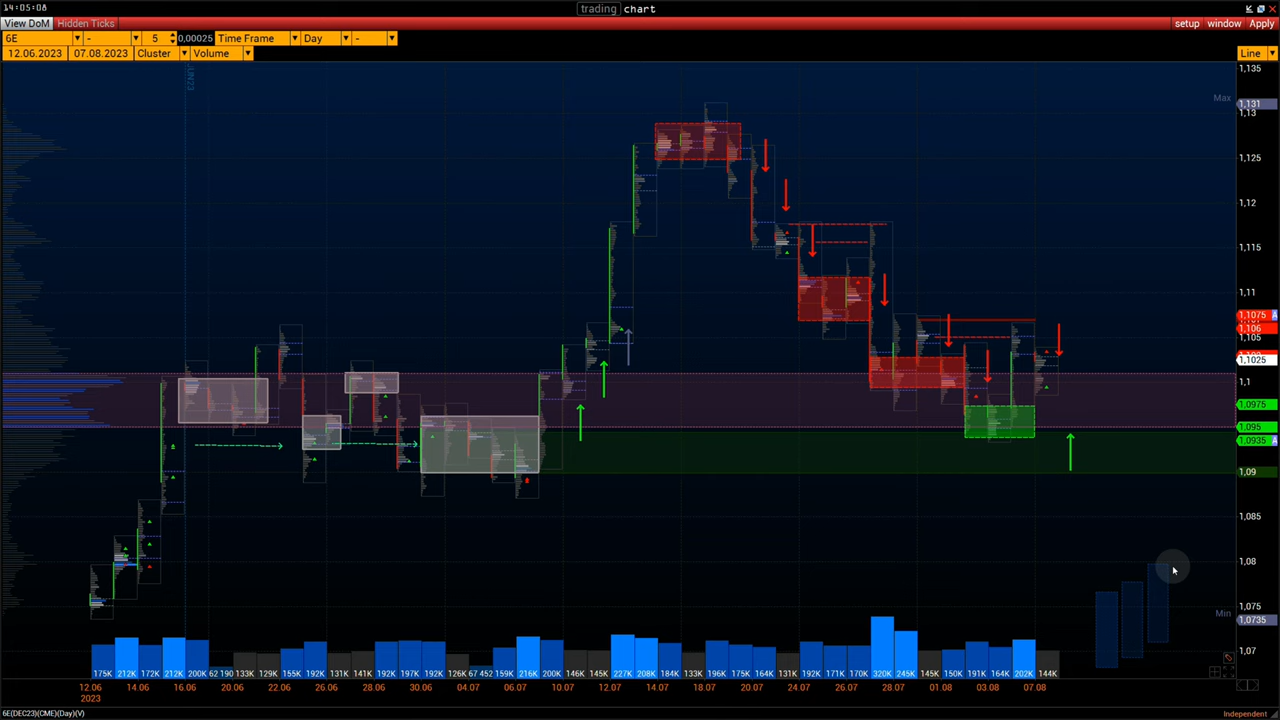 14:05:08
trading chart
View DoM Hidden Ticks setup window Apply
6E - 5 0,00025 Time Frame Day -
12.06.2023 07.08.2023 Cluster Volume Line
1,135
Max 1,131
1,13
1,125
1,12
1,115
1,11
1,1075 A
1,106
1,1025
1,1
1,0975
1,095
1,0935 A
1,09
1,085
1,08
1,075
Min 1,0735
1,07
175K 212K 172K 212K 200K 62 190 133K 129K 155K 192K 131K 141K 192K 197K 192K 126K 67 452 159K 216K 200K 145K 227K 208K 184K 133K 196K 175K 184K 131K 192K 171K 170K 320K 245K 145K 150K 191K 164K 202K 144K
12.06 14.06 16.06 20.06 22.06 26.06 28.06 30.06 04.07 06.07 10.07 12.07 14.07 18.07 20.07 24.07 26.07 28.07 01.08 03.08 07.08
2023
6E(DEC23)(CME)(Day)(V) Independent